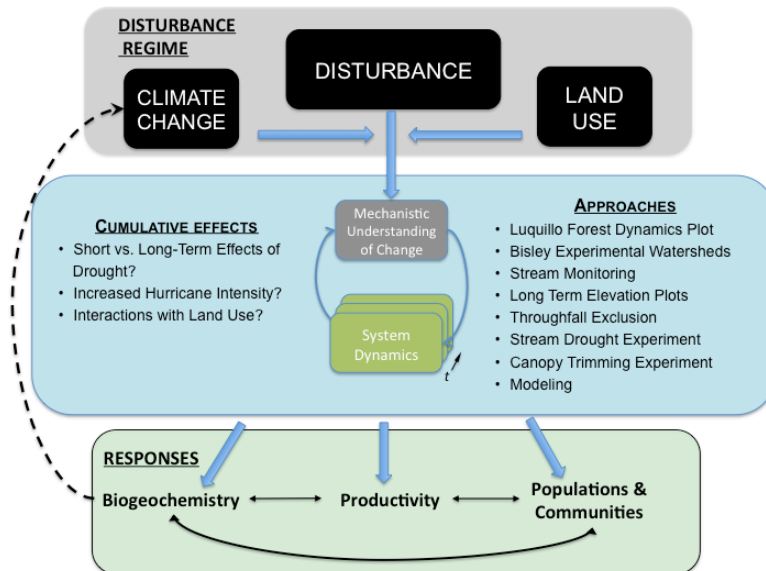 DISTURBANCE
REGIME
DISTURBANCE
CLIMATE
CHANGE
LAND
USE
CUMULATIVE EFFECTS
• Short vs. Long-Term Effects of
Drought?
• Increased Hurricane Intensity?
• Interactions with Land Use?
Mechanistic
Understanding
of Change
System
Dynamics
t
APPROACHES
• Luquillo Forest Dynamics Plot
• Bisley Experimental Watersheds
• Stream Monitoring
• Long Term Elevation Plots
• Throughfall Exclusion
• Stream Drought Experiment
• Canopy Trimming Experiment
• Modeling
RESPONSES
Biogeochemistry
Productivity
Populations &
Communities